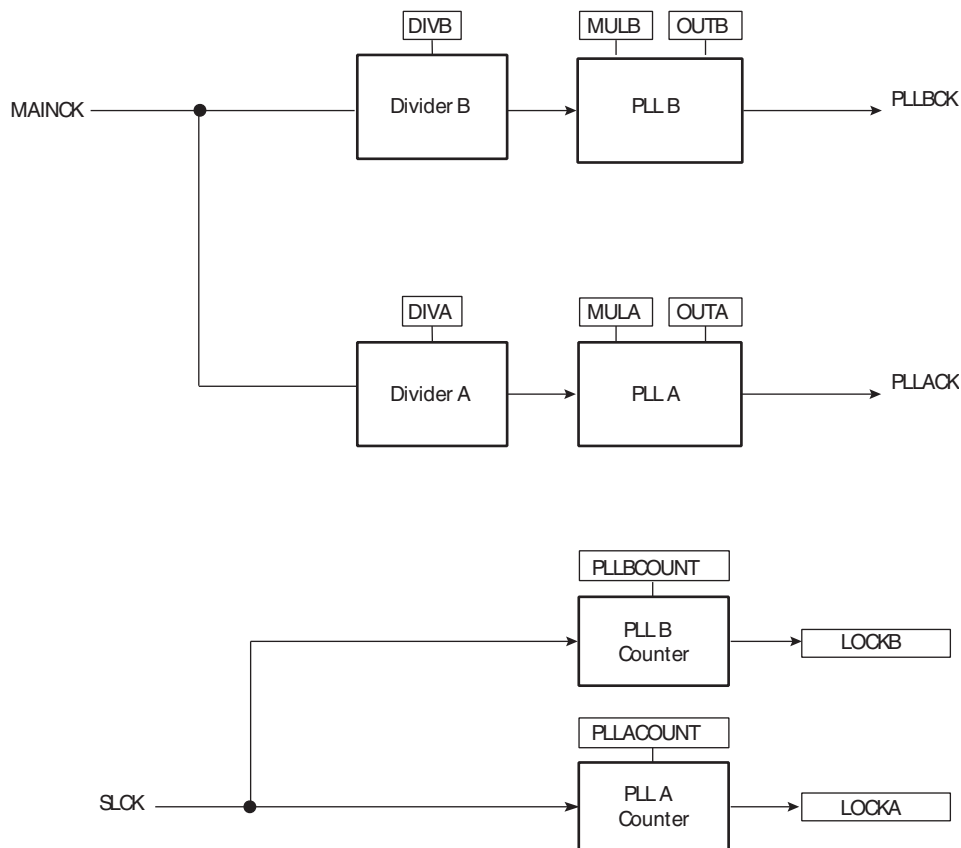 DIVB MULB OUTB
MAINCK Divider B PLL B PLLBCK
DIVA MULA OUTA
Divider A PLL A PLLACK
PLLBCOUNT
PLL B
Counter
LOCKB
PLLACOUNT
SLCK
PLL A
Counter
LOCKA